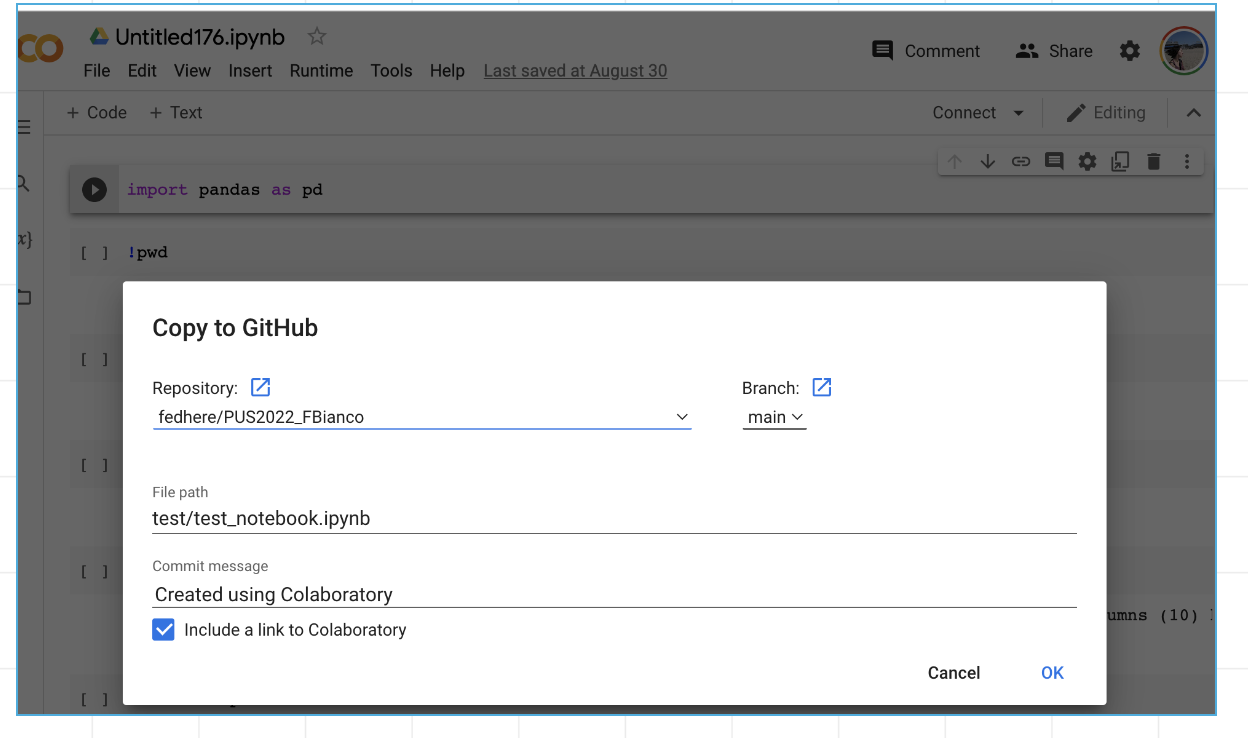 CO Untitled176.ipynb
Comment Share
File Edit View Insert Runtime Tools Help Last saved at August 30
+ Code + Text Connect Editing
import pandas as pd
[ ] !pwd
Copy to GitHub
[ ]
Repository: Branch:
fedhere/PUS2022_FBianco main
[ ]
File path
test/test_notebook.ipynb
Commit message
[ ]
Created using Colaboratory
umns (10)
Include a link to Colaboratory
Cancel OK
[ ]